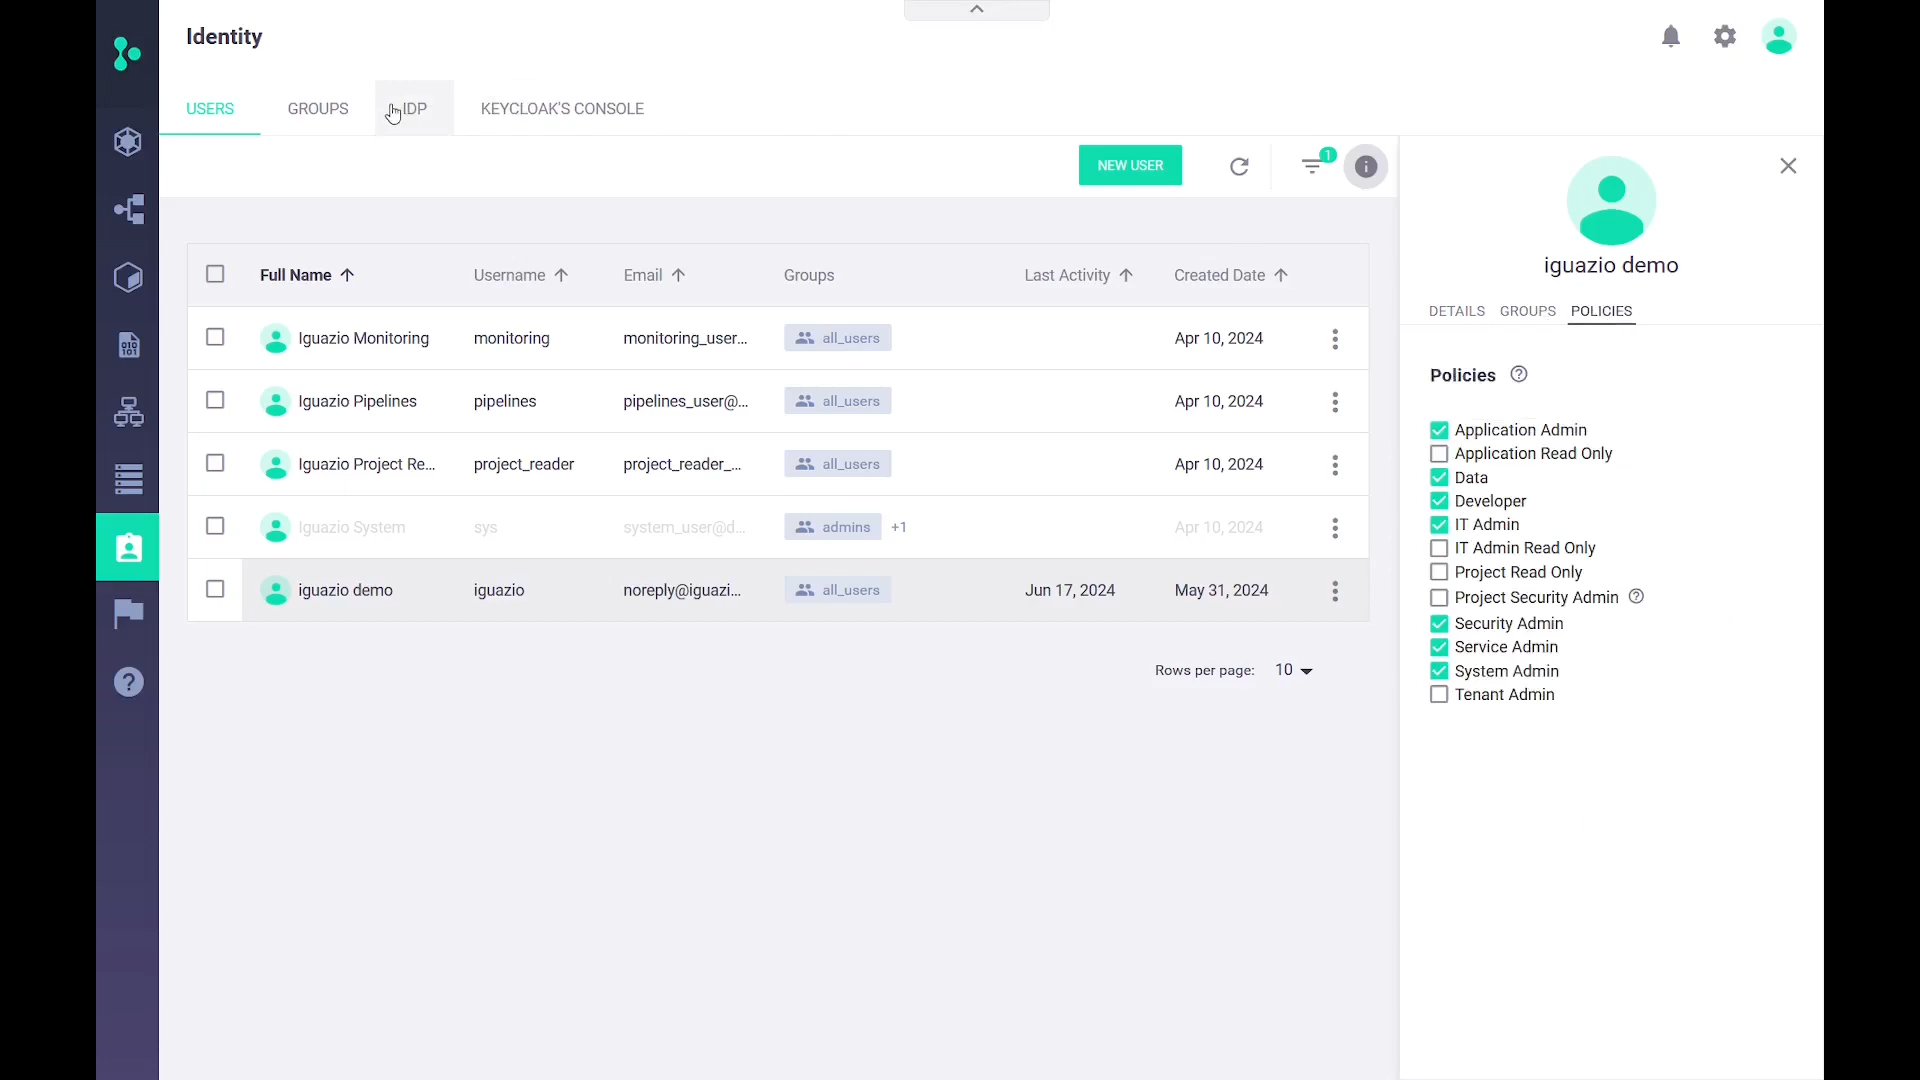 Identity
USERS GROUPS IDP KEYCLOAK'S CONSOLE
NEW USER
1
Full Name Username Email Groups Last Activity Created Date
Iguazio Monitoring monitoring monitoring_user... all_users Apr 10, 2024
Iguazio Pipelines pipelines pipelines_user@... all_users Apr 10, 2024
Iguazio Project Re... project_reader project_reader_... all_users Apr 10, 2024
Iguazio System sys system_user@d... admins +1 Apr 10, 2024
iguazio demo iguazio noreply@iguazi... all_users Jun 17, 2024 May 31, 2024
Rows per page: 10
iguazio demo
DETAILS GROUPS POLICIES
Policies
Application Admin
Application Read Only
Data
Developer
IT Admin
IT Admin Read Only
Project Read Only
Project Security Admin
Security Admin
Service Admin
System Admin
Tenant Admin